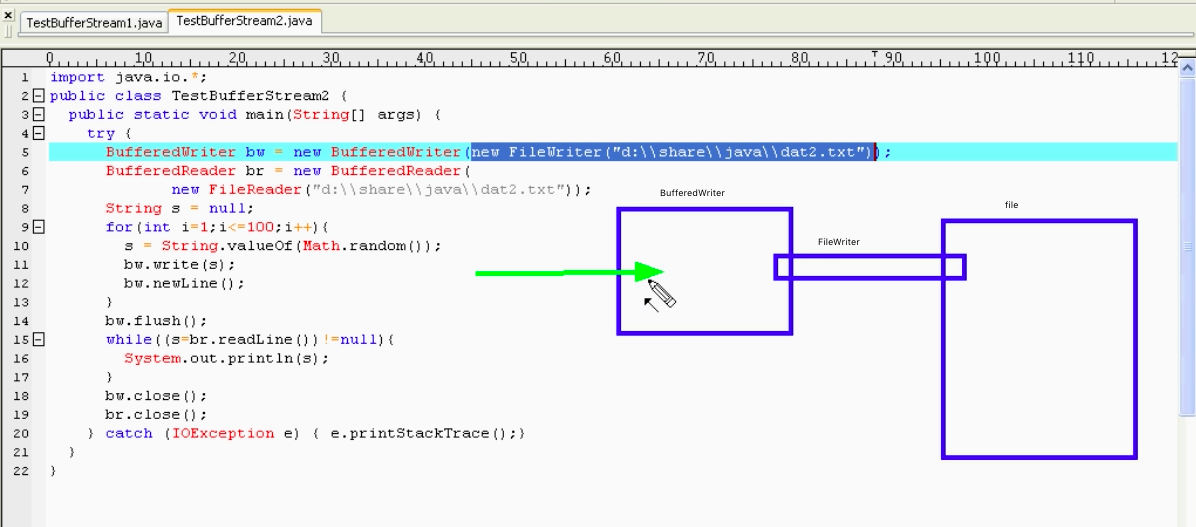 TestBufferStream1.java TestBufferStream2.java
0 10 20 30 40 50 60 70 80 90 100 110 12
1 import java.io.*;
2 public class TestBufferStream2 {
3 public static void main(String[] args) {
4 try {
5 BufferedWriter bw = new BufferedWriter(new FileWriter("d:\\share\\java\\dat2.txt"));
6 BufferedReader br = new BufferedReader(
7 new FileReader("d:\\share\\java\\dat2.txt"));
8 String s = null;
9 for(int i=1;i<=100;i++){
10 s = String.valueOf(Math.random());
11 bw.write(s);
12 bw.newLine();
13 }
14 bw.flush();
15 while((s=br.readLine())!=null){
16 System.out.println(s);
17 }
18 bw.close();
19 br.close();
20 } catch (IOException e) { e.printStackTrace();}
21 }
22 }
BufferedWriter
file
FileWriter